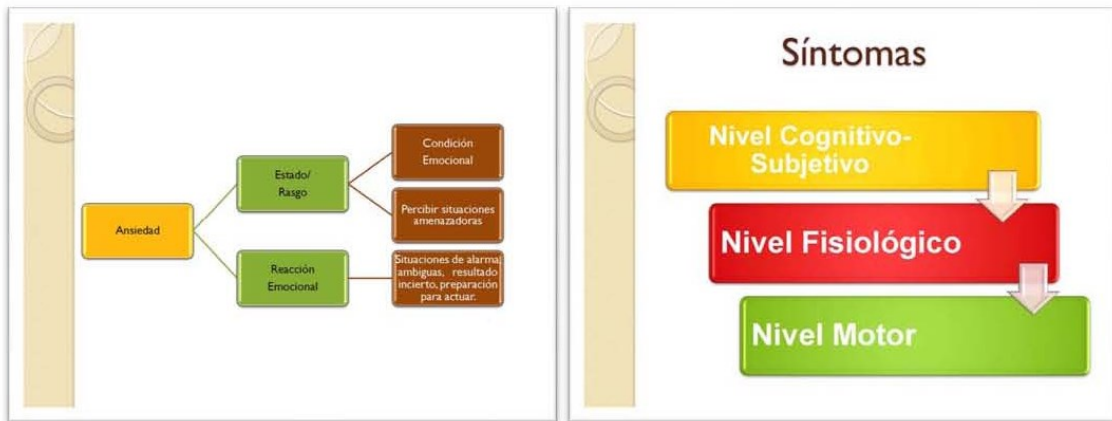 Ansiedad
Estado/
Rasgo
Condición
Emocional
Percibir situaciones
amenazadoras
Reacción
Emocional
Situaciones de alarma;
ambiguas, resultado
incierto, preparación
para actuar.
Síntomas
Nivel Cognitivo-
Subjetivo
Nivel Fisiológico
Nivel Motor